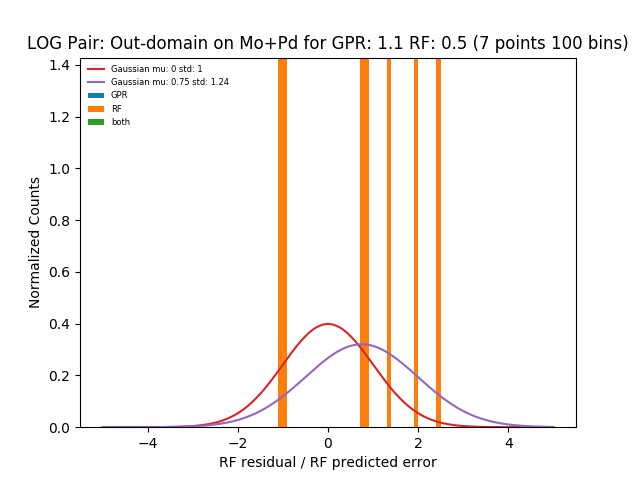 LOG Pair: Out-domain on Mo+Pd for GPR: 1.1 RF: 0.5 (7 points 100 bins)
Gaussian mu: 0 std: 1
Gaussian mu: 0.75 std: 1.24
GPR
RF
both
Normalized Counts
1.4
1.2
1.0
0.8
0.6
0.4
0.2
0.0
−4 −2 0 2 4
RF residual / RF predicted error